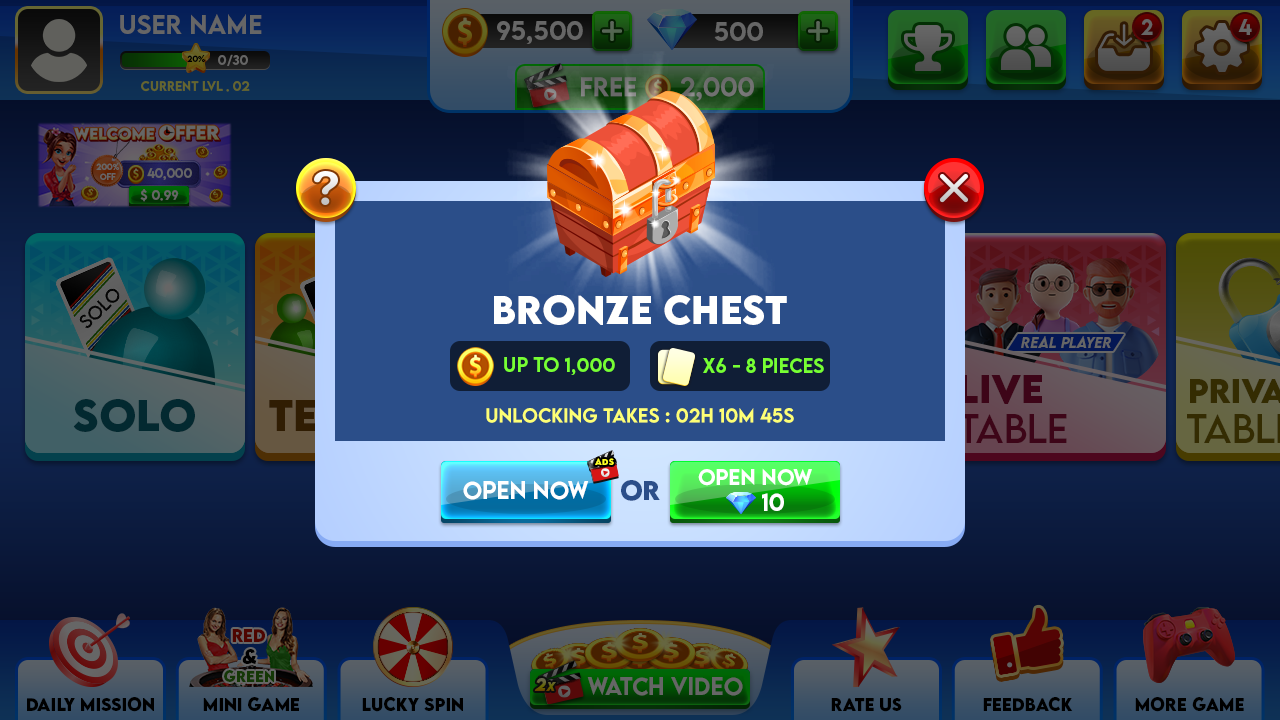 USER NAME
20%
0/30
CURRENT LVL . 02
95,500
500
FREE 2,000
2
4
WELCOME OFFER
200% OFF
40,000
$ 0.99
?
BRONZE CHEST
UP TO 1,000
X6 - 8 PIECES
UNLOCKING TAKES : 02H 10M 45S
OPEN NOW
ADS
OR
OPEN NOW
10
SOLO
SOLO
TE
REAL PLAYER
LIVE
TABLE
PRIVA
TABL
DAILY MISSION
RED
&
GREEN
MINI GAME
LUCKY SPIN
2X
WATCH VIDEO
RATE US
FEEDBACK
MORE GAME